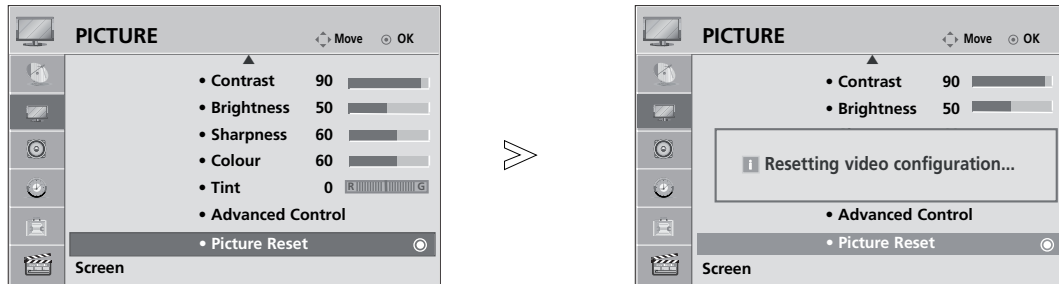 PICTURE Move OK
• Contrast 90
• Brightness 50
• Sharpness 60
• Colour 60
• Tint 0 R G
• Advanced Control
• Picture Reset
Screen
PICTURE Move OK
• Contrast 90
• Brightness 50
i Resetting video configuration...
• Advanced Control
• Picture Reset
Screen